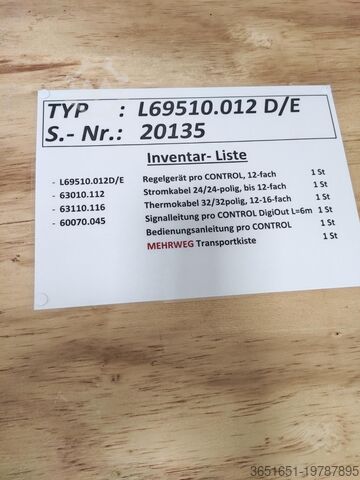 TYP : L69510.012 D/E
S.- Nr.: 20135
Inventar- Liste
- L69510.012D/E Regelgerät pro CONTROL, 12-fach 1 St
- 63010.112 Stromkabel 24/24-polig, bis 12-fach 1 St
- 63110.116 Thermokabel 32/32polig, 12-16-fach 1 St
- 60070.045 Signalleitung pro CONTROL DigiOut L=6m 1 St
Bedienungsanleitung pro CONTROL 1 St
MEHRWEG Transportkiste 1 St
3651651-19787895